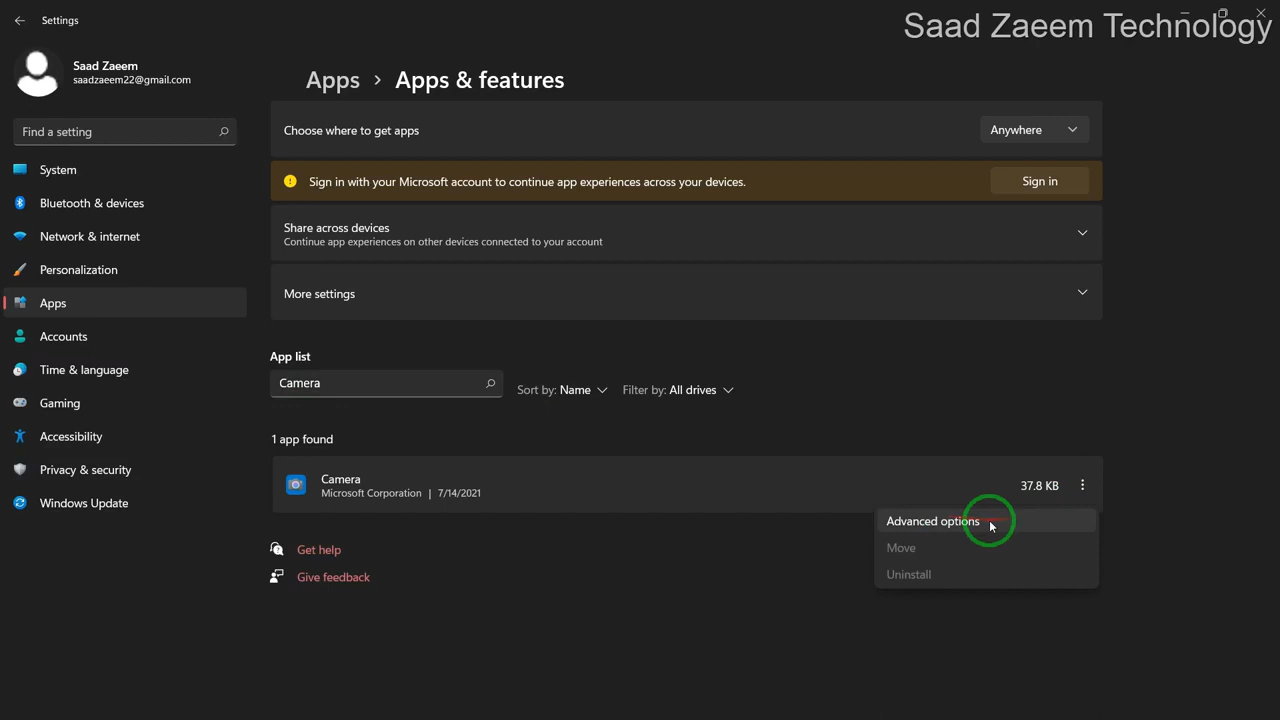 Settings
Saad Zaeem Technology
Saad Zaeem
saadzaeem22@gmail.com
Apps > Apps & features
Find a setting
System
Bluetooth & devices
Network & internet
Personalization
Apps
Accounts
Time & language
Gaming
Accessibility
Privacy & security
Windows Update
Choose where to get apps
Anywhere
Sign in with your Microsoft account to continue app experiences across your devices.
Sign in
Share across devices
Continue app experiences on other devices connected to your account
More settings
App list
Camera
Sort by: Name
Filter by: All drives
1 app found
Camera
Microsoft Corporation | 7/14/2021
37.8 KB
Advanced options
Move
Uninstall
Get help
Give feedback